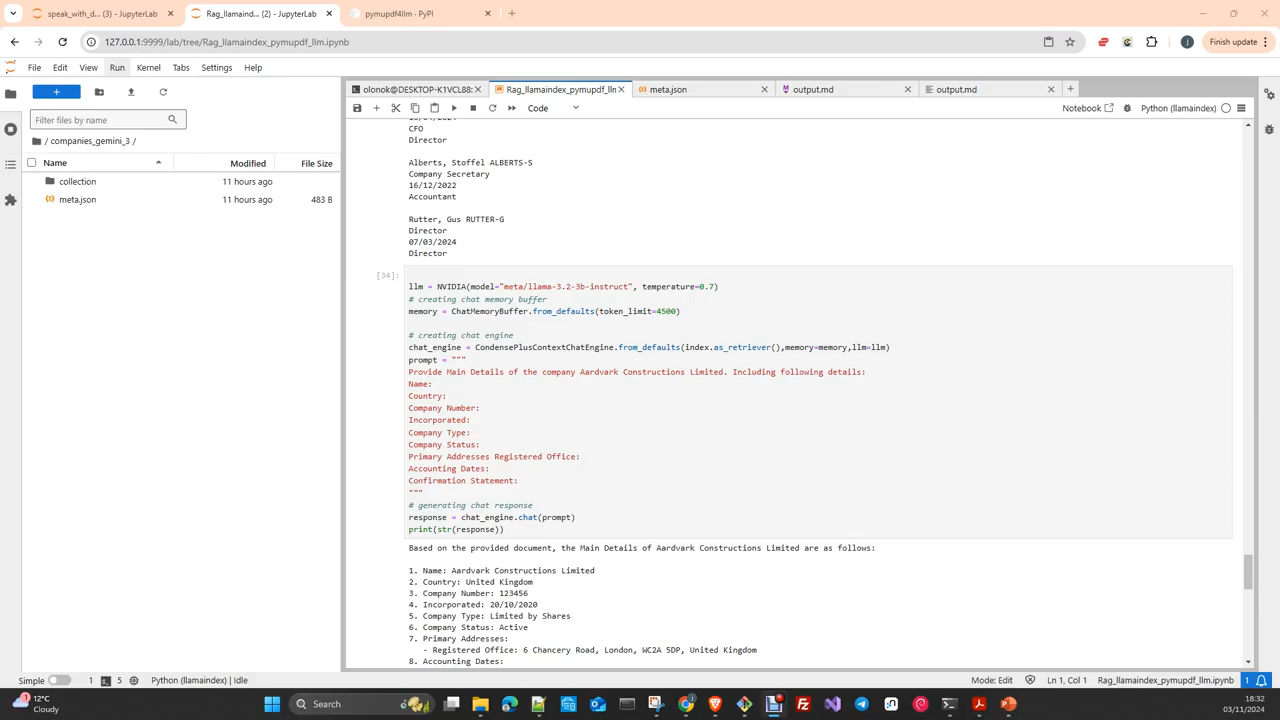 speak_with_d... (3) - JupyterLab
Rag_llamaind... (2) - JupyterLab
pymupdf4llm · PyPI
127.0.0.1:9999/lab/tree/Rag_llamaindex_pymupdf_llm.ipynb
Finish update
File Edit View Run Kernel Tabs Settings Help
olonok@DESKTOP-K1VCL88:
Rag_llamaindex_pymupdf_lln
meta.json
output.md
output.md
Code
Notebook
Python (llamaindex)
Filter files by name
/ companies_gemini_3 /
Name Modified File Size
collection 11 hours ago
meta.json 11 hours ago 483 B
CFO
Director
Alberts, Stoffel ALBERTS-S
Company Secretary
16/12/2022
Accountant
Rutter, Gus RUTTER-G
Director
07/03/2024
Director
[34]:
llm = NVIDIA(model="meta/llama-3.2-3b-instruct", temperature=0.7)
# creating chat memory buffer
memory = ChatMemoryBuffer.from_defaults(token_limit=4500)
# creating chat engine
chat_engine = CondensePlusContextChatEngine.from_defaults(index.as_retriever(),memory=memory,llm=llm)
prompt = """
Provide Main Details of the company Aardvark Constructions Limited. Including following details:
Name:
Country:
Company Number:
Incorporated:
Company Type:
Company Status:
Primary Addresses Registered Office:
Accounting Dates:
Confirmation Statement:
"""
# generating chat response
response = chat_engine.chat(prompt)
print(str(response))
Based on the provided document, the Main Details of Aardvark Constructions Limited are as follows:
1. Name: Aardvark Constructions Limited
2. Country: United Kingdom
3. Company Number: 123456
4. Incorporated: 20/10/2020
5. Company Type: Limited by Shares
6. Company Status: Active
7. Primary Addresses:
- Registered Office: 6 Chancery Road, London, WC2A 5DP, United Kingdom
8. Accounting Dates:
Simple 1 5 Python (llamaindex) | Idle
Mode: Edit Ln 1, Col 1 Rag_llamaindex_pymupdf_llm.ipynb 1
12°C
Cloudy
Search
18:32
03/11/2024